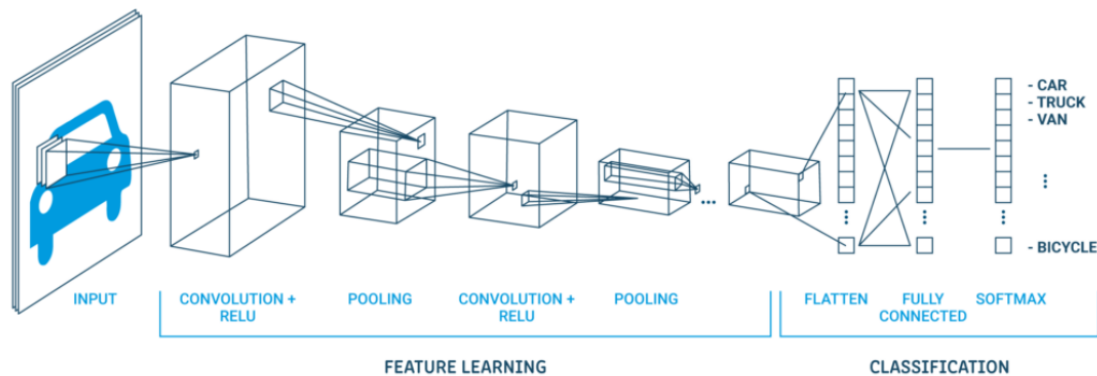 - CAR
- TRUCK
- VAN
- BICYCLE
INPUT
CONVOLUTION +
RELU
POOLING
CONVOLUTION +
RELU
POOLING
FLATTEN
FULLY
CONNECTED
SOFTMAX
FEATURE LEARNING
CLASSIFICATION